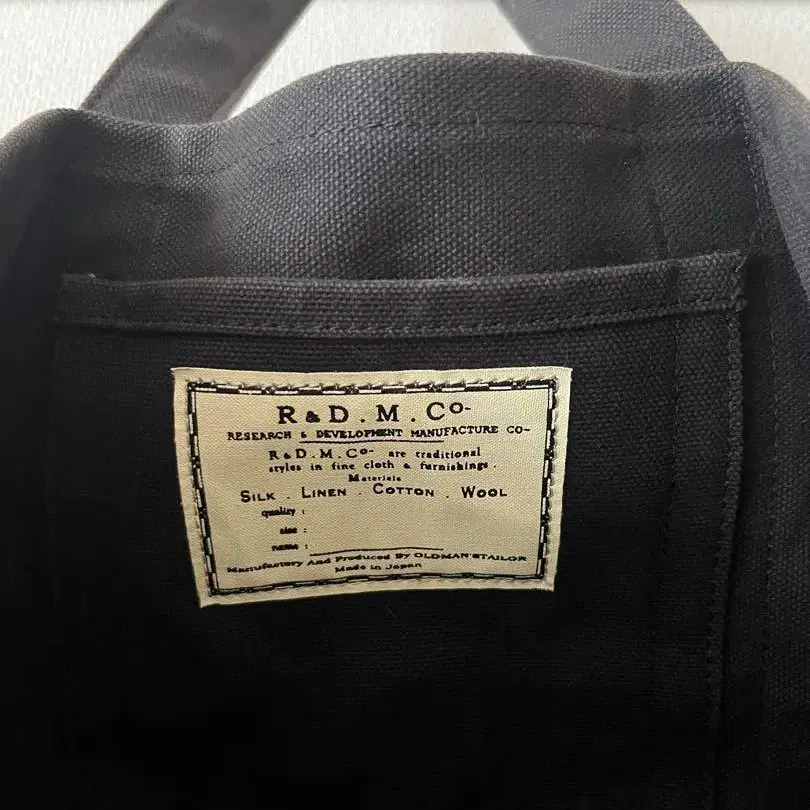 R & D . M . Co-
RESEARCH & DEVELOPMENT MANUFACTURE CO-
R & D . M . Co- are traditional
styles in fine cloth & furnishings .
Materials
SILK . LINEN . COTTON . WOOL
quality :
size :
name :
Manufactory And Produced By OLDMAN'STAILOR
Made in Japan